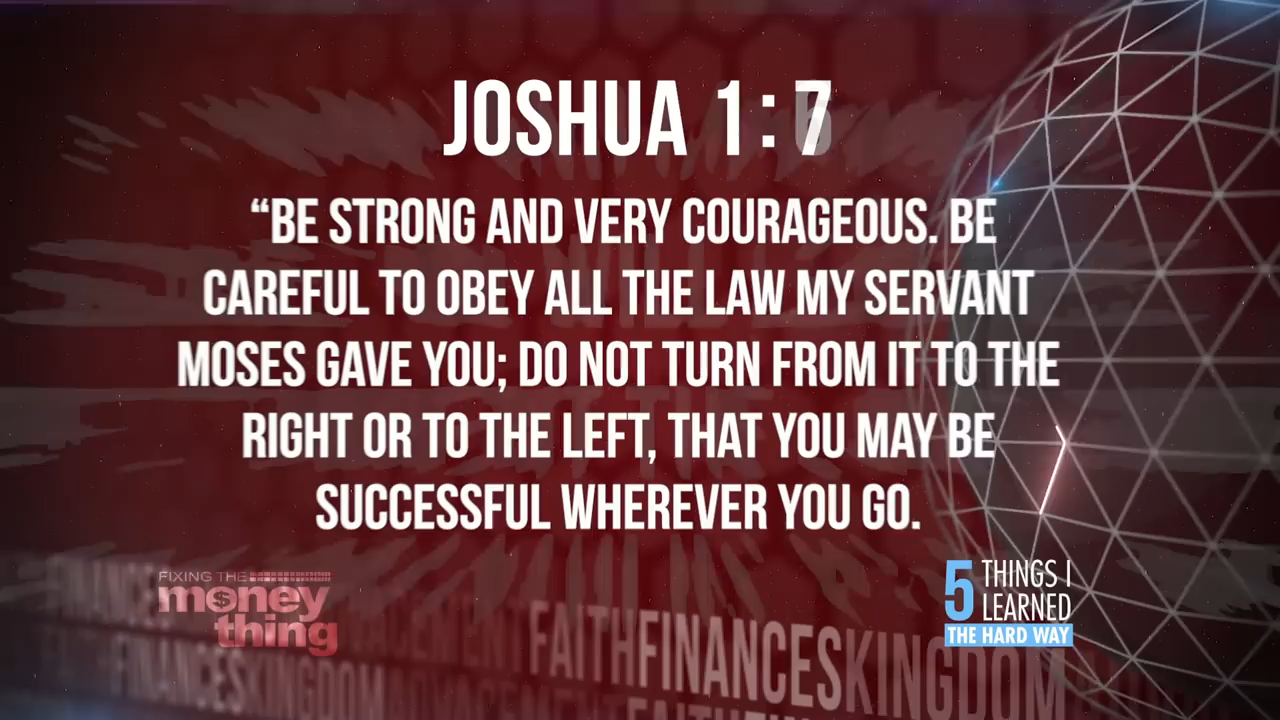 JOSHUA 1:7
“BE STRONG AND VERY COURAGEOUS. BE
CAREFUL TO OBEY ALL THE LAW MY SERVANT
MOSES GAVE YOU; DO NOT TURN FROM IT TO THE
RIGHT OR TO THE LEFT, THAT YOU MAY BE
SUCCESSFUL WHEREVER YOU GO.
FIXING THE
money
thing
5 THINGS I
LEARNED
THE HARD WAY
FINANCES
FAITHFINANCESKINGDOM
FINANCESKINGDOM